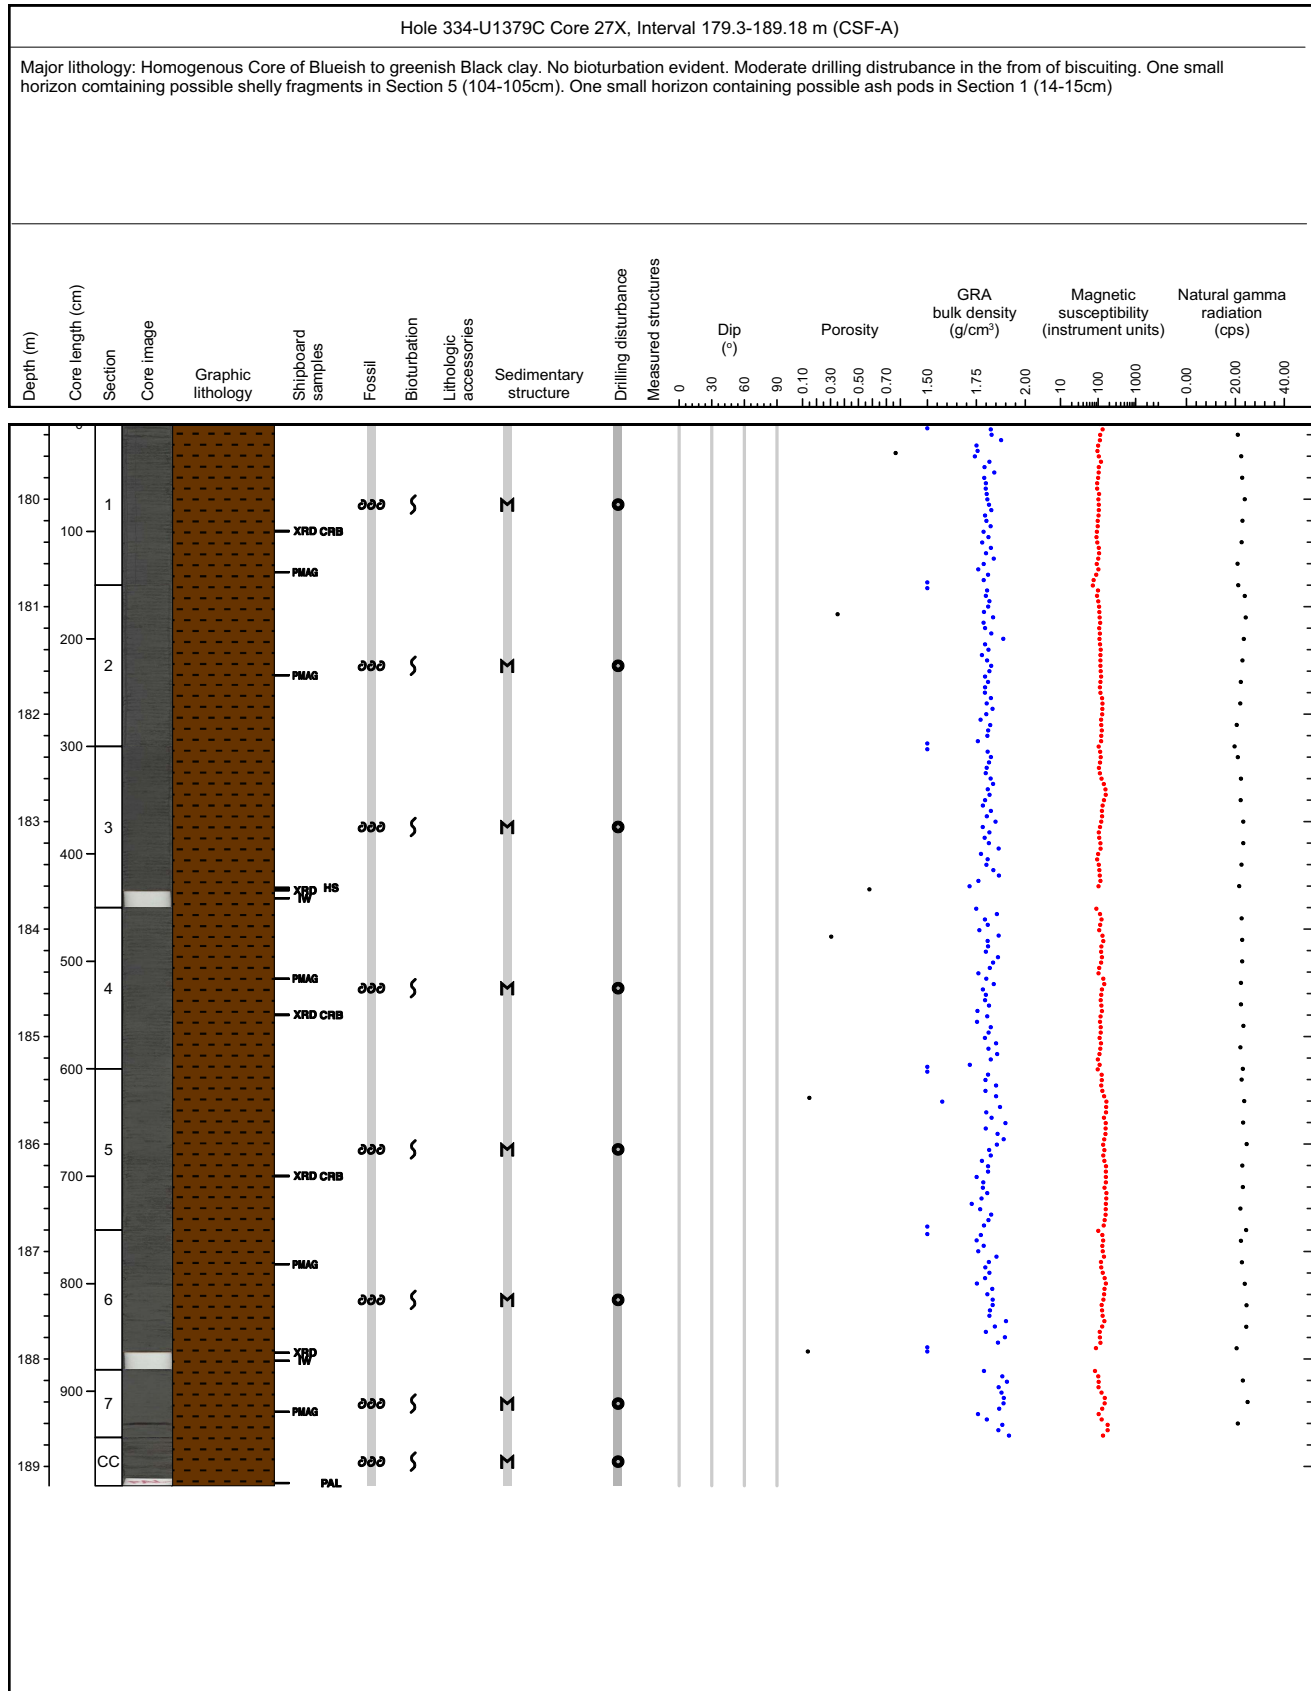 Hole 334-U1379C Core 27X, Interval 179.3-189.18 m (CSF-A)
Major lithology: Homogenous Core of Blueish to greenish Black clay. No bioturbation evident. Moderate drilling distrubance in the from of biscuiting. One small
horizon comtaining possible shelly fragments in Section 5 (104-105cm). One small horizon containing possible ash pods in Section 1 (14-15cm)
Depth (m)
Core length (cm)
Section
Core image
Graphic
lithology
Shipboard
samples
Fossil
Bioturbation
Lithologic
accessories
Sedimentary
structure
Drilling disturbance
Measured structures
Dip
(°)
Porosity
GRA
bulk density
(g/cm³)
Magnetic
susceptibility
(instrument units)
Natural gamma
radiation
(cps)
0 30 60 90
0.10 0.30 0.50 0.70
1.50 1.75 2.00
10 100 1000
0.00 20.00 40.00
0
180
1
100
XRD CRB
PMAG
181
200
2
PMAG
182
300
183
3
400
XRD HS
IW
184
500
PMAG
4
XRD CRB
185
600
186
5
700
XRD CRB
187
PMAG
800
6
XRD
IW
188
900
7
PMAG
CC
189
PAL